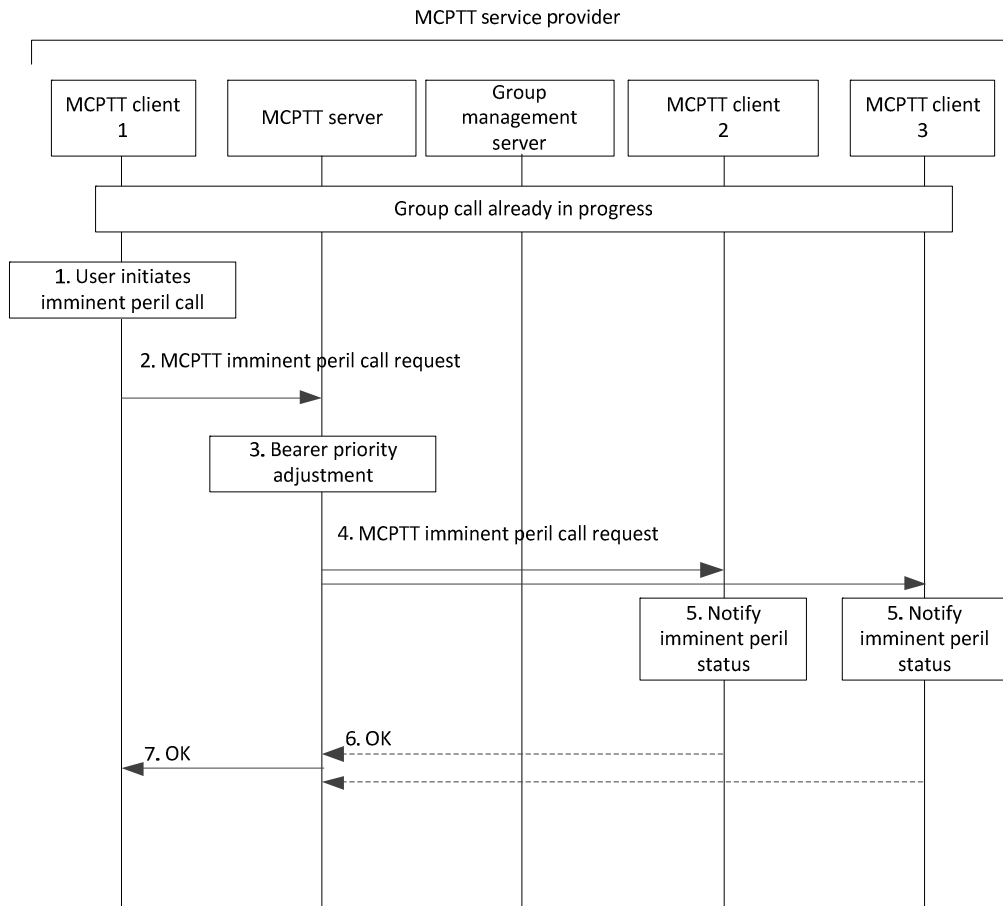 MCPTT service provider
MCPTT client
1
MCPTT server
Group
management
server
MCPTT client
2
MCPTT client
3
Group call already in progress
1. User initiates
imminent peril call
2. MCPTT imminent peril call request
3. Bearer priority
adjustment
4. MCPTT imminent peril call request
5. Notify
imminent peril
status
5. Notify
imminent peril
status
6. OK
7. OK